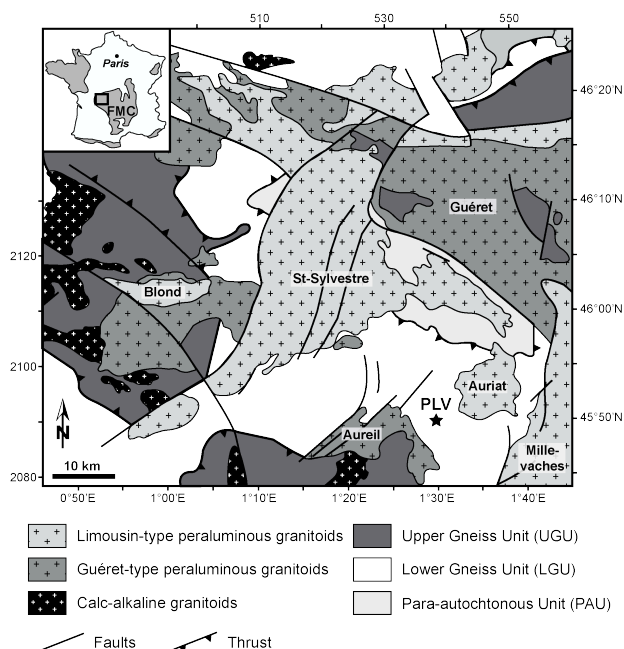 510 530 550
Paris
FMC
46°20'N
46°10'N
46°00'N
45°50'N
2120
2100
2080
Guéret
St-Sylvestre
Blond
Auriat
PLV
Aureil
Mille-
vaches
N
10 km
0°50'E 1°00'E 1°10'E 1°20'E 1°30'E 1°40'E
Limousin-type peraluminous granitoids
Guéret-type peraluminous granitoids
Calc-alkaline granitoids
Upper Gneiss Unit (UGU)
Lower Gneiss Unit (LGU)
Para-autochtonous Unit (PAU)
Faults
Thrust